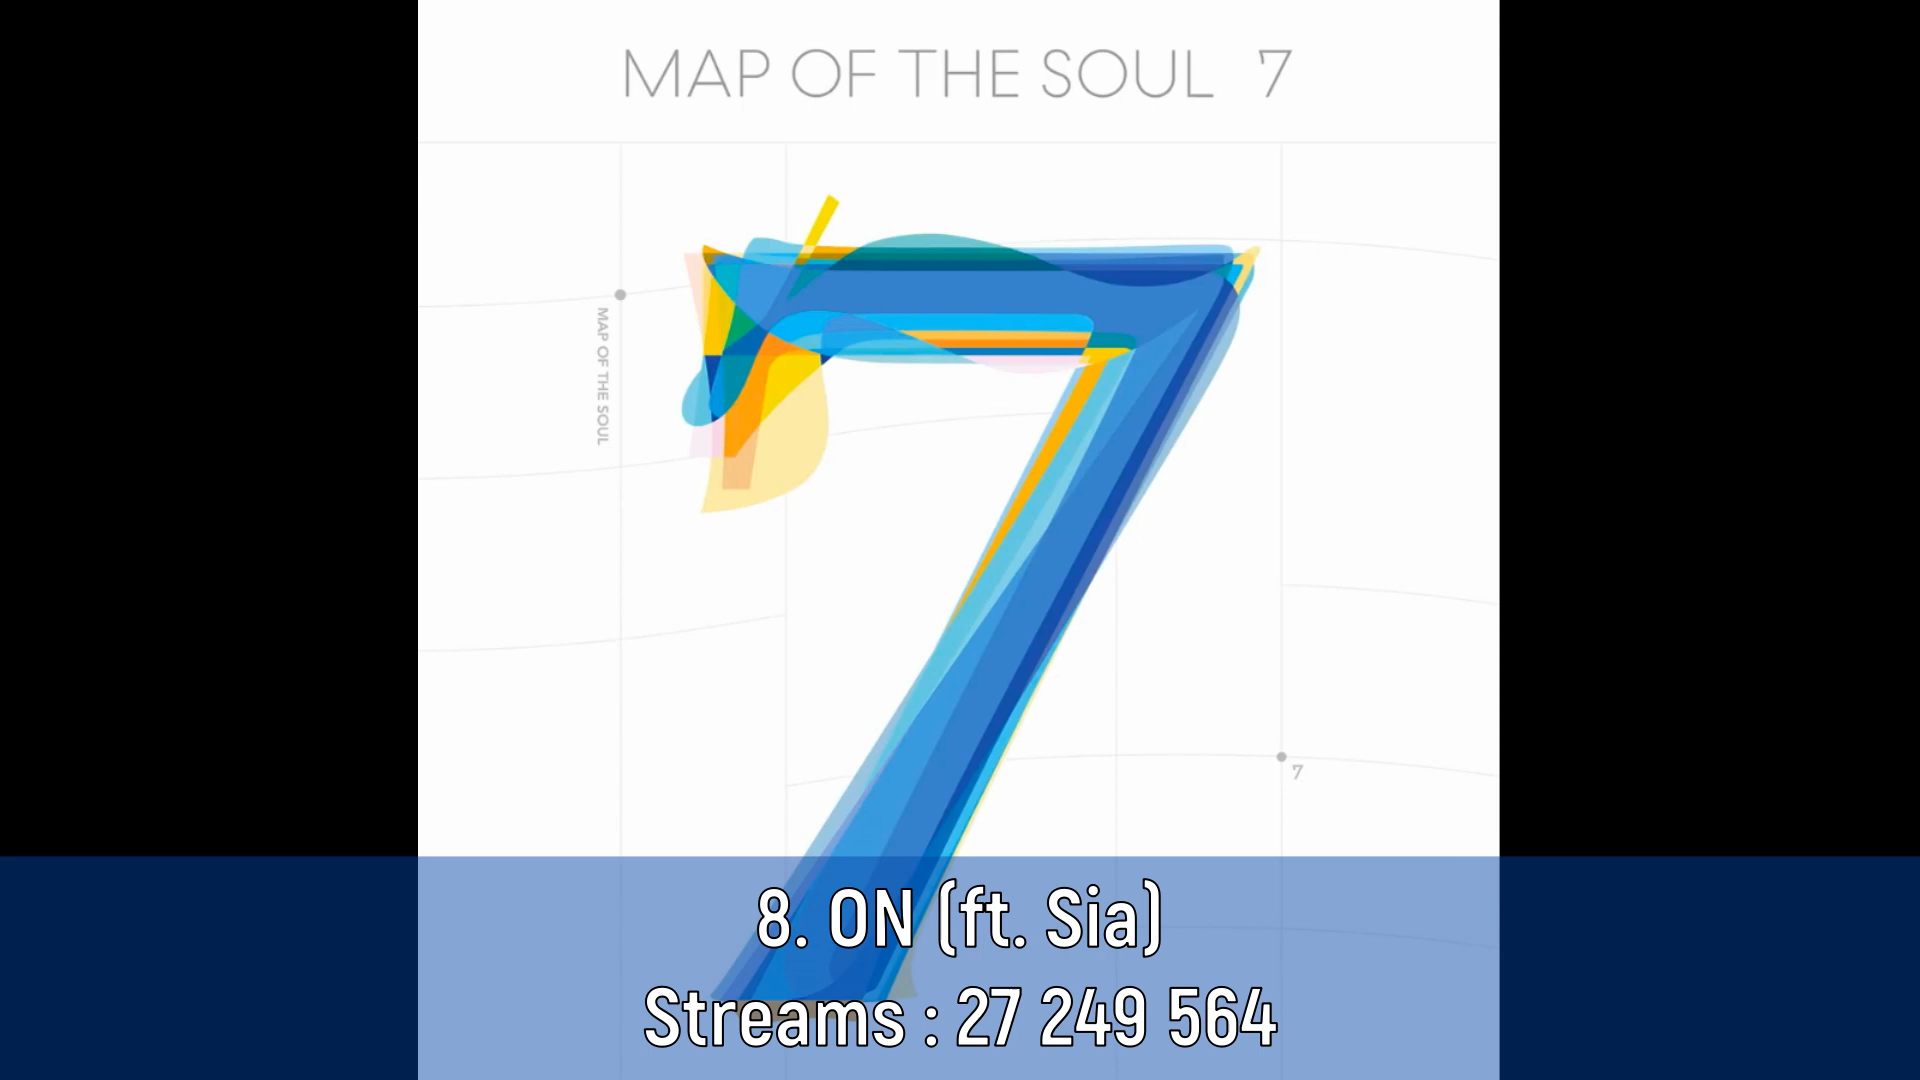 MAP OF THE SOUL 7
MAP OF THE SOUL
7
8. ON (ft. Sia)
Streams : 27 249 564